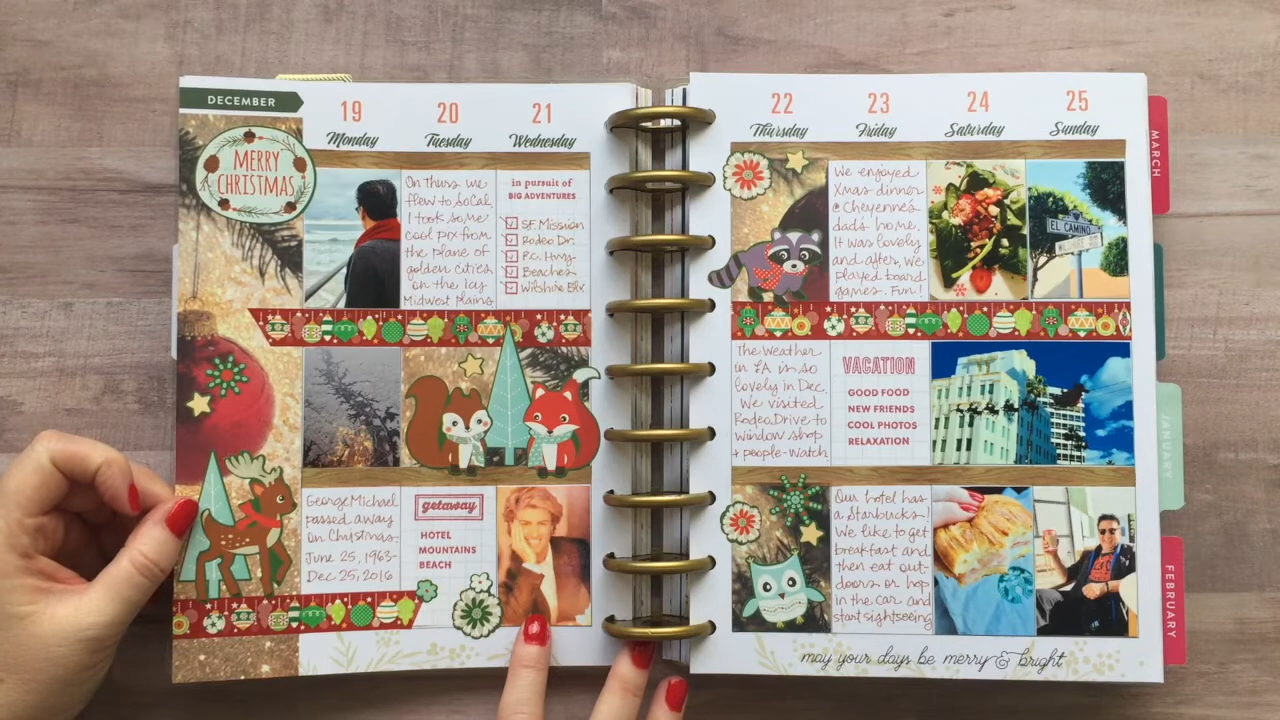 DECEMBER
MERRY
CHRISTMAS
19
Monday
20
Tuesday
21
Wednesday
On Thurs we
flew to SoCal.
I took some
cool pix from
the plane of
golden cities
on the icy
Midwest plains
in pursuit of
BIG ADVENTURES
S.F. Mission
Rodeo Dr.
P.C. Hwy
Beaches
Wilshire Blv.
George Michael
passed away
on Christmas.
June 25, 1963-
Dec 25, 2016
getaway
HOTEL
MOUNTAINS
BEACH
22
Thursday
23
Friday
24
Saturday
25
Sunday
We enjoyed
Xmas dinner
@ Cheyenne's
dad's home.
It was lovely
and after, we
played board
games. Fun!
EL CAMINO
The weather
in LA is so
lovely in Dec.
We visited
Rodeo Drive to
window shop
+ people-watch
VACATION
GOOD FOOD
NEW FRIENDS
COOL PHOTOS
RELAXATION
Our hotel has
a Starbucks.
We like to get
breakfast and
then eat out-
doors or hop
in the car and
start sightseeing
may your days be merry & bright
MARCH
JANUARY
FEBRUARY